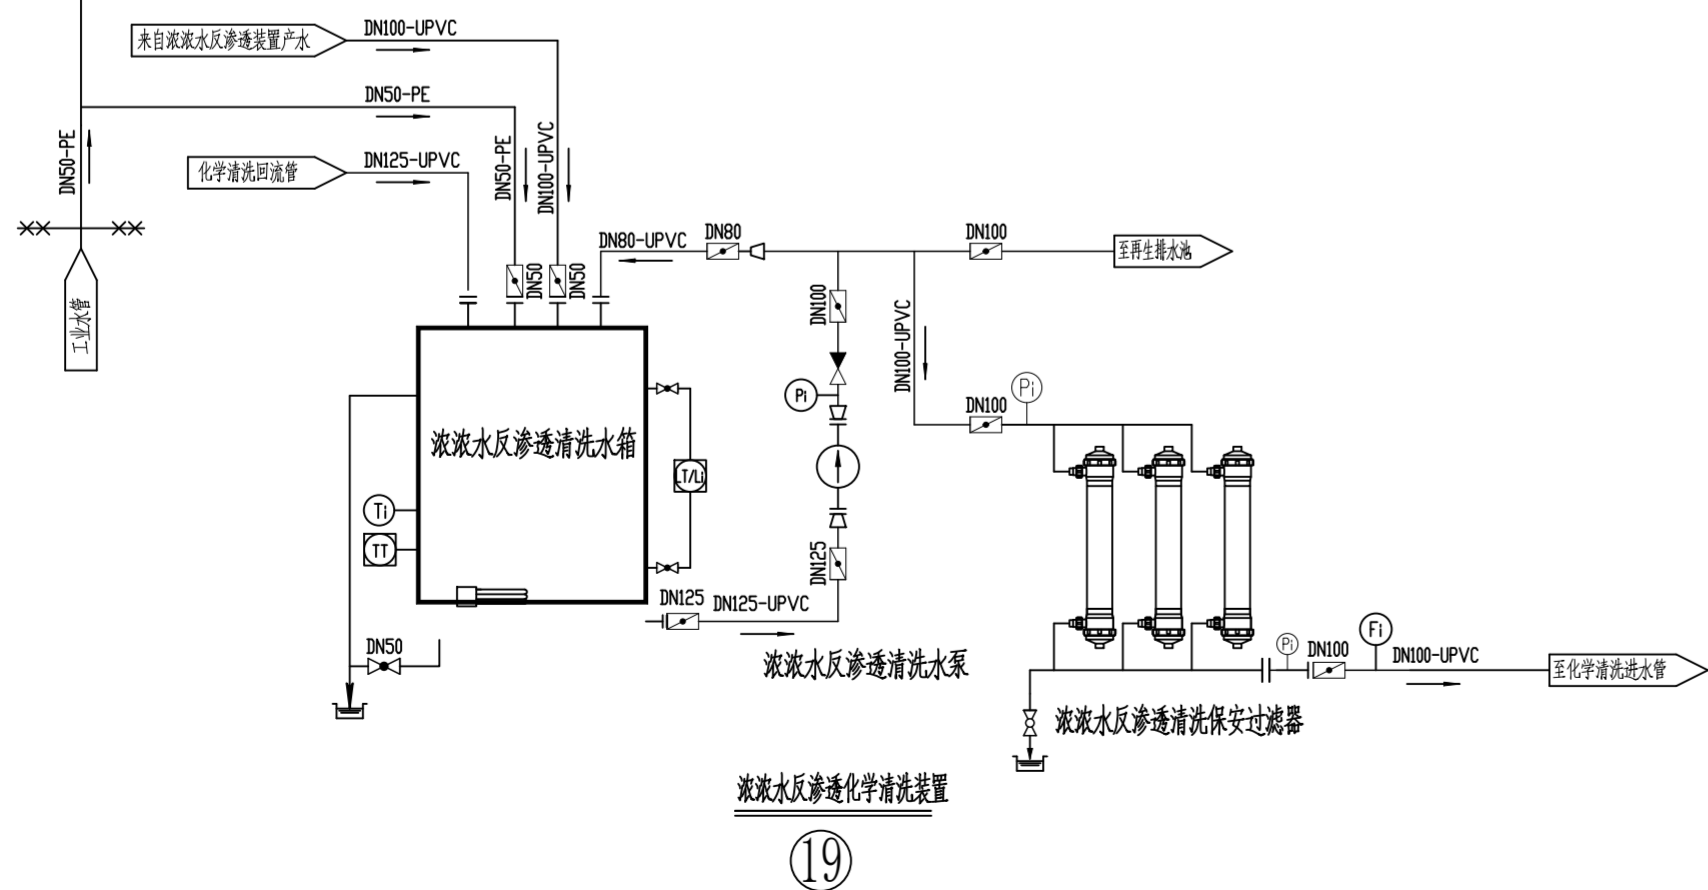 来自浓浓水反渗透装置产水
DN100-UPVC
DN50-PE
DN50-PE
化学清洗回流管
DN125-UPVC
DN50-PE
DN100-UPVC
工业水管
DN50
DN50
DN80-UPVC
DN80
DN100
至再生排水池
DN100
DN100-UPVC
Pi
DN100
Pi
浓浓水反渗透清洗水箱
LT/Li
Ti
TT
DN125
DN125
DN125-UPVC
DN50
浓浓水反渗透清洗水泵
Pi
DN100
Fi
DN100-UPVC
至化学清洗进水管
浓浓水反渗透清洗保安过滤器
浓浓水反渗透化学清洗装置
19